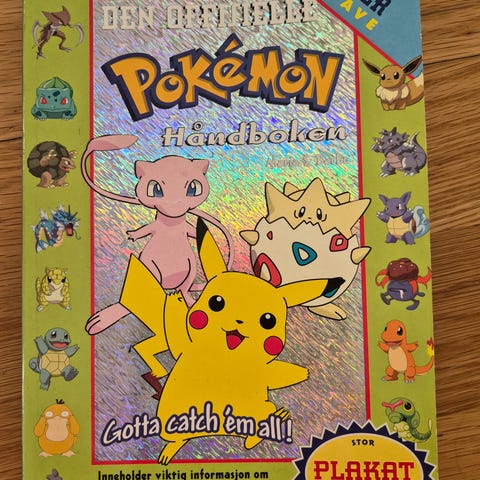 DEN OFFISIELLE
POKéMON
Håndboken
Gotta catch 'em all!
STOR
PLAKAT
Inneholder viktig informasjon om